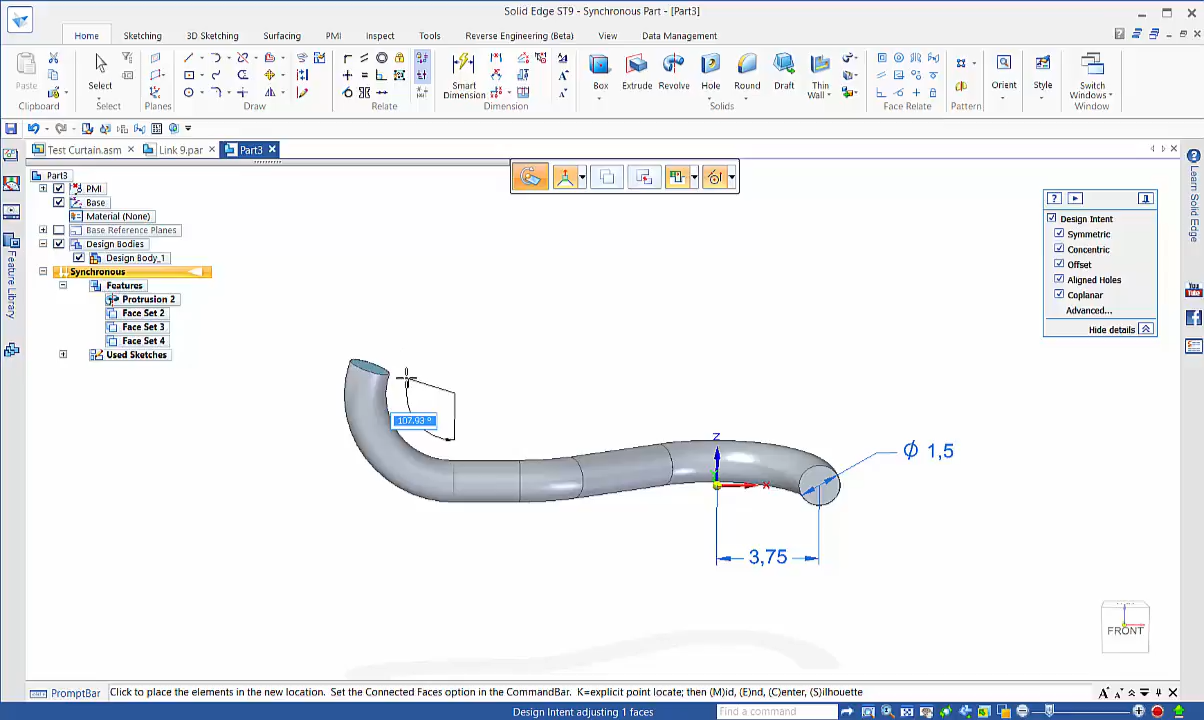 Solid Edge ST9 - Synchronous Part - [Part3]
Home Sketching 3D Sketching Surfacing PMI Inspect Tools Reverse Engineering (Beta) View Data Management
Paste Select Smart Dimension Box Extrude Revolve Hole Round Draft Thin Wall Orient Style Switch Windows
Clipboard Select Planes Draw Relate Dimension Solids Face Relate Pattern Window
Test Curtain.asm Link 9.par Part3
Part3
PMI
Base
Material (None)
Base Reference Planes
Design Bodies
Design Body_1
Synchronous
Features
Protrusion 2
Face Set 2
Face Set 3
Face Set 4
Used Sketches
Feature Library
Learn Solid Edge
You
Design Intent
Symmetric
Concentric
Offset
Aligned Holes
Coplanar
Advanced...
Hide details
107.93 °
Z
X
Ø 1,5
3,75
FRONT
PromptBar Click to place the elements in the new location. Set the Connected Faces option in the CommandBar. K=explicit point locate; then (M)id, (E)nd, (C)enter, (S)ilhouette
Design Intent adjusting 1 faces
Find a command